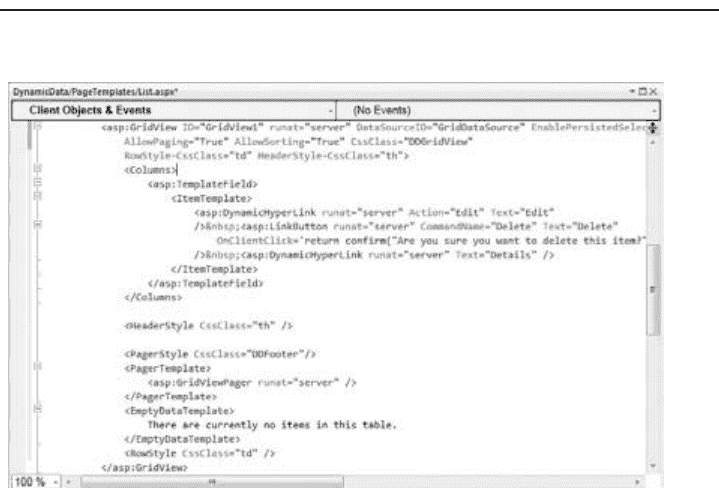 DynamicData/PageTemplates/List.aspx*
Client Objects & Events (No Events)
<asp:GridView ID="GridView1" runat="server" DataSourceID="GridDataSource" EnablePersistedSelec
AllowPaging="True" AllowSorting="True" CssClass="DDGridView"
RowStyle-CssClass="td" HeaderStyle-CssClass="th">
<Columns>
<asp:TemplateField>
<ItemTemplate>
<asp:DynamicHyperLink runat="server" Action="Edit" Text="Edit"
/>&nbsp;<asp:LinkButton runat="server" CommandName="Delete" Text="Delete"
OnClientClick='return confirm("Are you sure you want to delete this item?"
/>&nbsp;<asp:DynamicHyperLink runat="server" Text="Details" />
</ItemTemplate>
</asp:TemplateField>
</Columns>
<HeaderStyle CssClass="th" />
<PagerStyle CssClass="DDFooter"/>
<PagerTemplate>
<asp:GridViewPager runat="server" />
</PagerTemplate>
<EmptyDataTemplate>
There are currently no items in this table.
</EmptyDataTemplate>
<RowStyle CssClass="td" />
</asp:GridView>
100 %